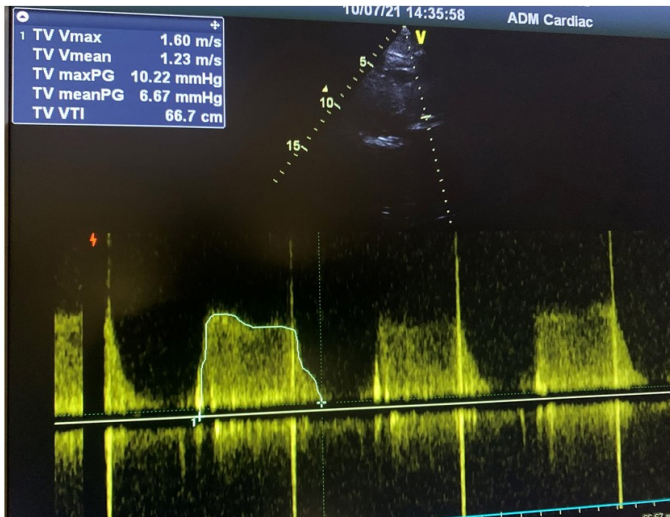 10/07/21 14:35:58
ADM Cardiac
1 TV Vmax 1.60 m/s
TV Vmean 1.23 m/s
TV maxPG 10.22 mmHg
TV meanPG 6.67 mmHg
TV VTI 66.7 cm
V
5
10
15
1